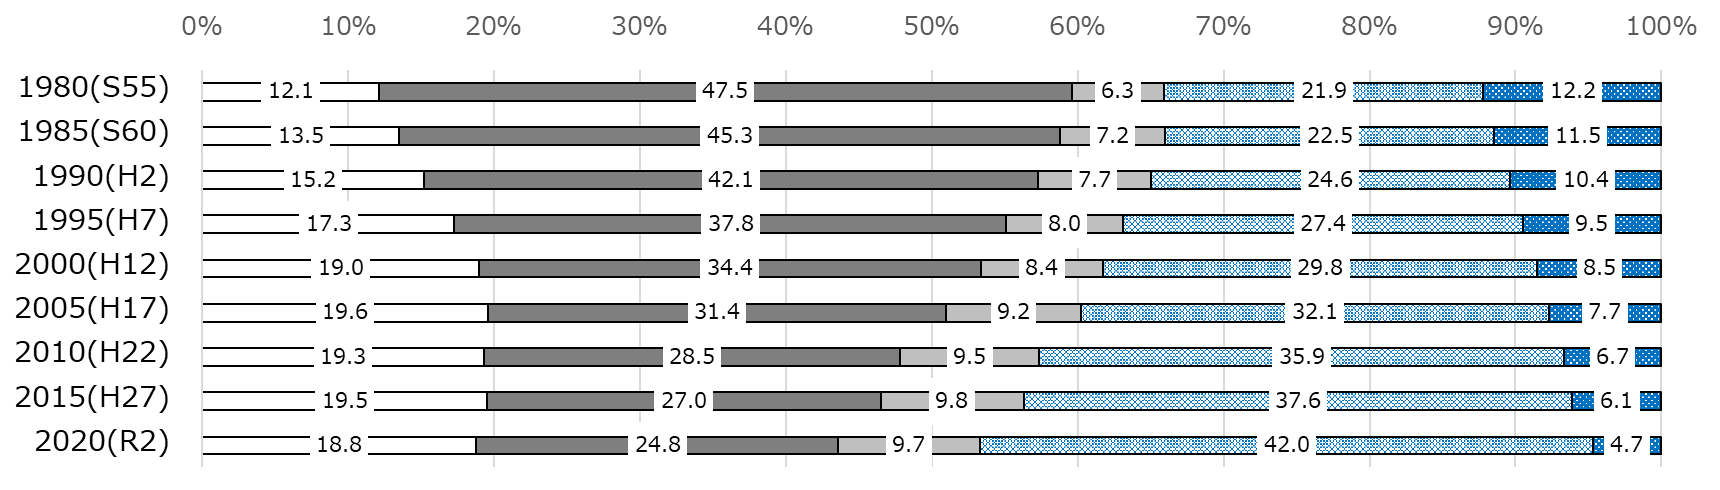 0% 10% 20% 30% 40% 50% 60% 70% 80% 90% 100%
1980(S55) 12.1 47.5 6.3 21.9 12.2
1985(S60) 13.5 45.3 7.2 22.5 11.5
1990(H2) 15.2 42.1 7.7 24.6 10.4
1995(H7) 17.3 37.8 8.0 27.4 9.5
2000(H12) 19.0 34.4 8.4 29.8 8.5
2005(H17) 19.6 31.4 9.2 32.1 7.7
2010(H22) 19.3 28.5 9.5 35.9 6.7
2015(H27) 19.5 27.0 9.8 37.6 6.1
2020(R2) 18.8 24.8 9.7 42.0 4.7